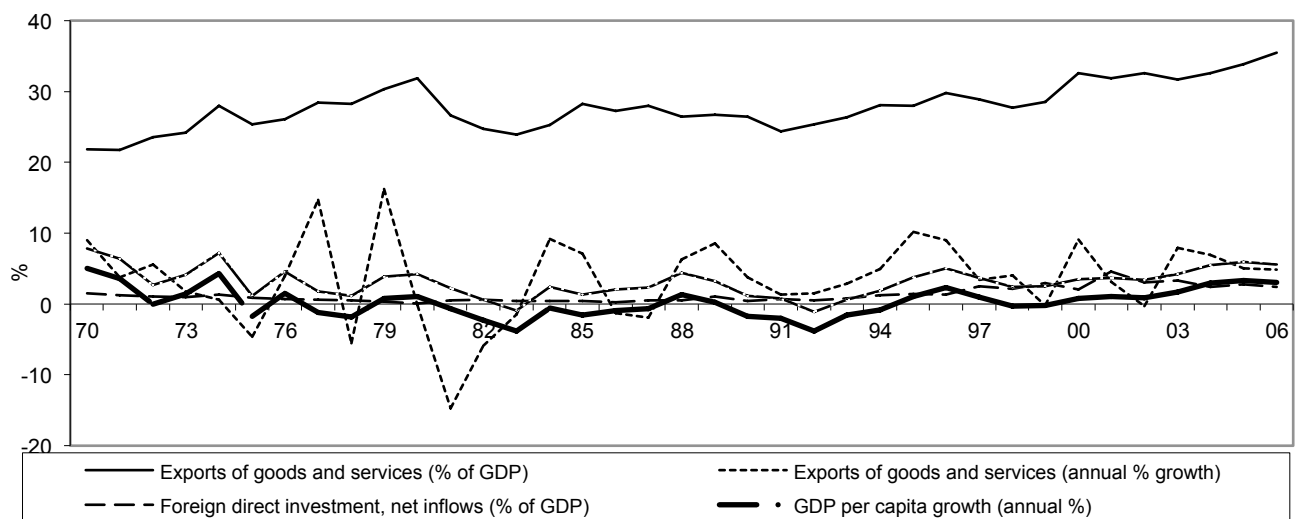 40
30
20
10
0
-10
-20
%
70 73 76 79 82 85 88 91 94 97 00 03 06
Exports of goods and services (% of GDP)
Exports of goods and services (annual % growth)
Foreign direct investment, net inflows (% of GDP)
GDP per capita growth (annual %)